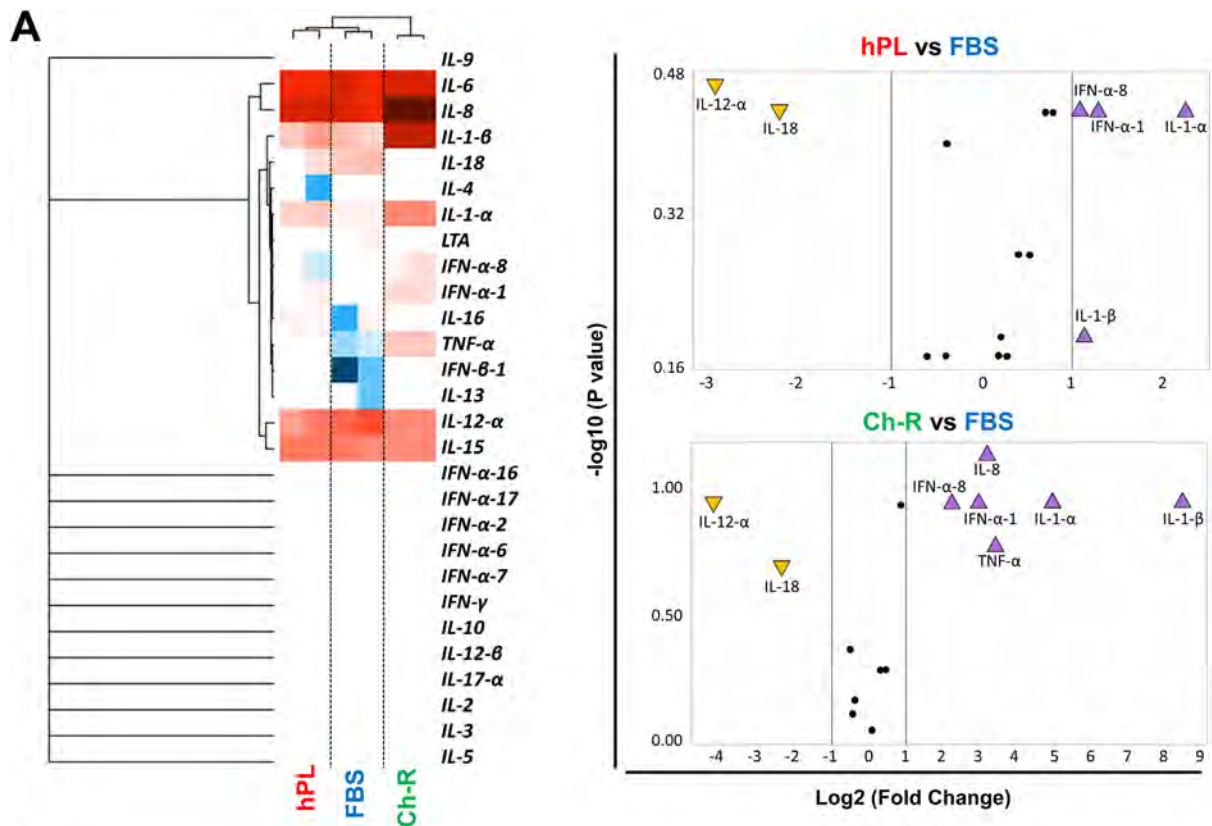 A
IL-9
IL-6
IL-8
IL-1-β
IL-18
IL-4
IL-1-α
LTA
IFN-α-8
IFN-α-1
IL-16
TNF-α
IFN-β-1
IL-13
IL-12-α
IL-15
IFN-α-16
IFN-α-17
IFN-α-2
IFN-α-6
IFN-α-7
IFN-γ
IL-10
IL-12-β
IL-17-α
IL-2
IL-3
IL-5
hPL
FBS
Ch-R
-log10 (P value)
hPL vs FBS
0.48
0.32
0.16
IL-12-α
IL-18
IFN-α-8
IFN-α-1
IL-1-α
IL-1-β
-3 -2 -1 0 1 2
Ch-R vs FBS
1.00
0.50
0.00
IL-12-α
IL-18
IL-8
IFN-α-8
IFN-α-1
IL-1-α
IL-1-β
TNF-α
-4 -3 -2 -1 0 1 2 3 4 5 6 7 8 9
Log2 (Fold Change)